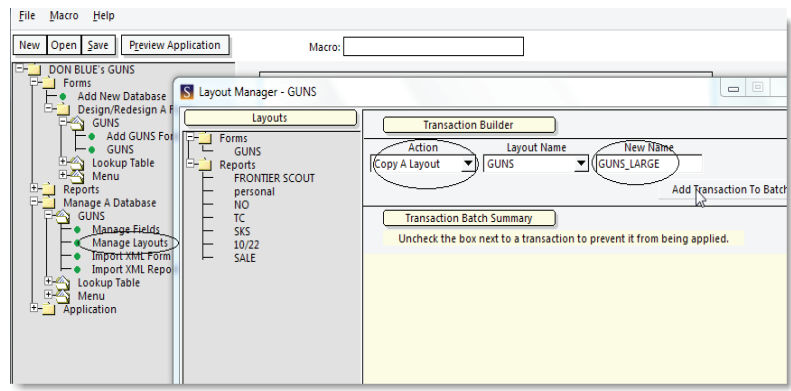 File Macro Help
New Open Save Preview Application Macro:
DON BLUE's GUNS
Forms
Add New Database
Design/Redesign A F
GUNS
Add GUNS For
GUNS
Lookup Table
Menu
Reports
Manage A Database
GUNS
Manage Fields
Manage Layouts
Import XML Form
Import XML Repo
Lookup Table
Menu
Application
Layout Manager - GUNS
Layouts
Forms
GUNS
Reports
FRONTIER SCOUT
personal
NO
TC
SKS
10/22
SALE
Transaction Builder
Action Layout Name New Name
Copy A Layout GUNS GUNS_LARGE
Add Transaction To Batch
Transaction Batch Summary
Uncheck the box next to a transaction to prevent it from being applied.